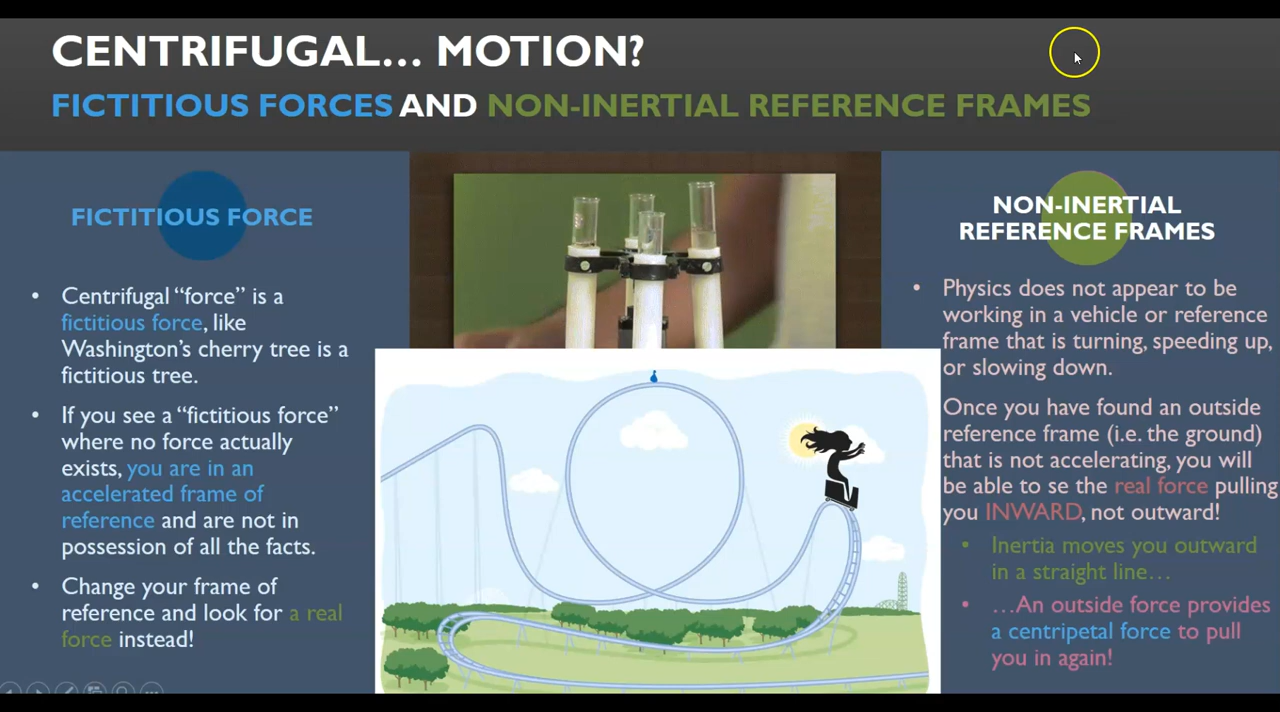 CENTRIFUGAL... MOTION?
FICTITIOUS FORCES AND NON-INERTIAL REFERENCE FRAMES
FICTITIOUS FORCE
• Centrifugal “force” is a
fictitious force, like
Washington’s cherry tree is a
fictitious tree.
• If you see a “fictitious force”
where no force actually
exists, you are in an
accelerated frame of
reference and are not in
possession of all the facts.
• Change your frame of
reference and look for a real
force instead!
NON-INERTIAL
REFERENCE FRAMES
• Physics does not appear to be
working in a vehicle or reference
frame that is turning, speeding up,
or slowing down.
Once you have found an outside
reference frame (i.e. the ground)
that is not accelerating, you will
be able to se the real force pulling
you INWARD, not outward!
• Inertia moves you outward
in a straight line…
• …An outside force provides
a centripetal force to pull
you in again!